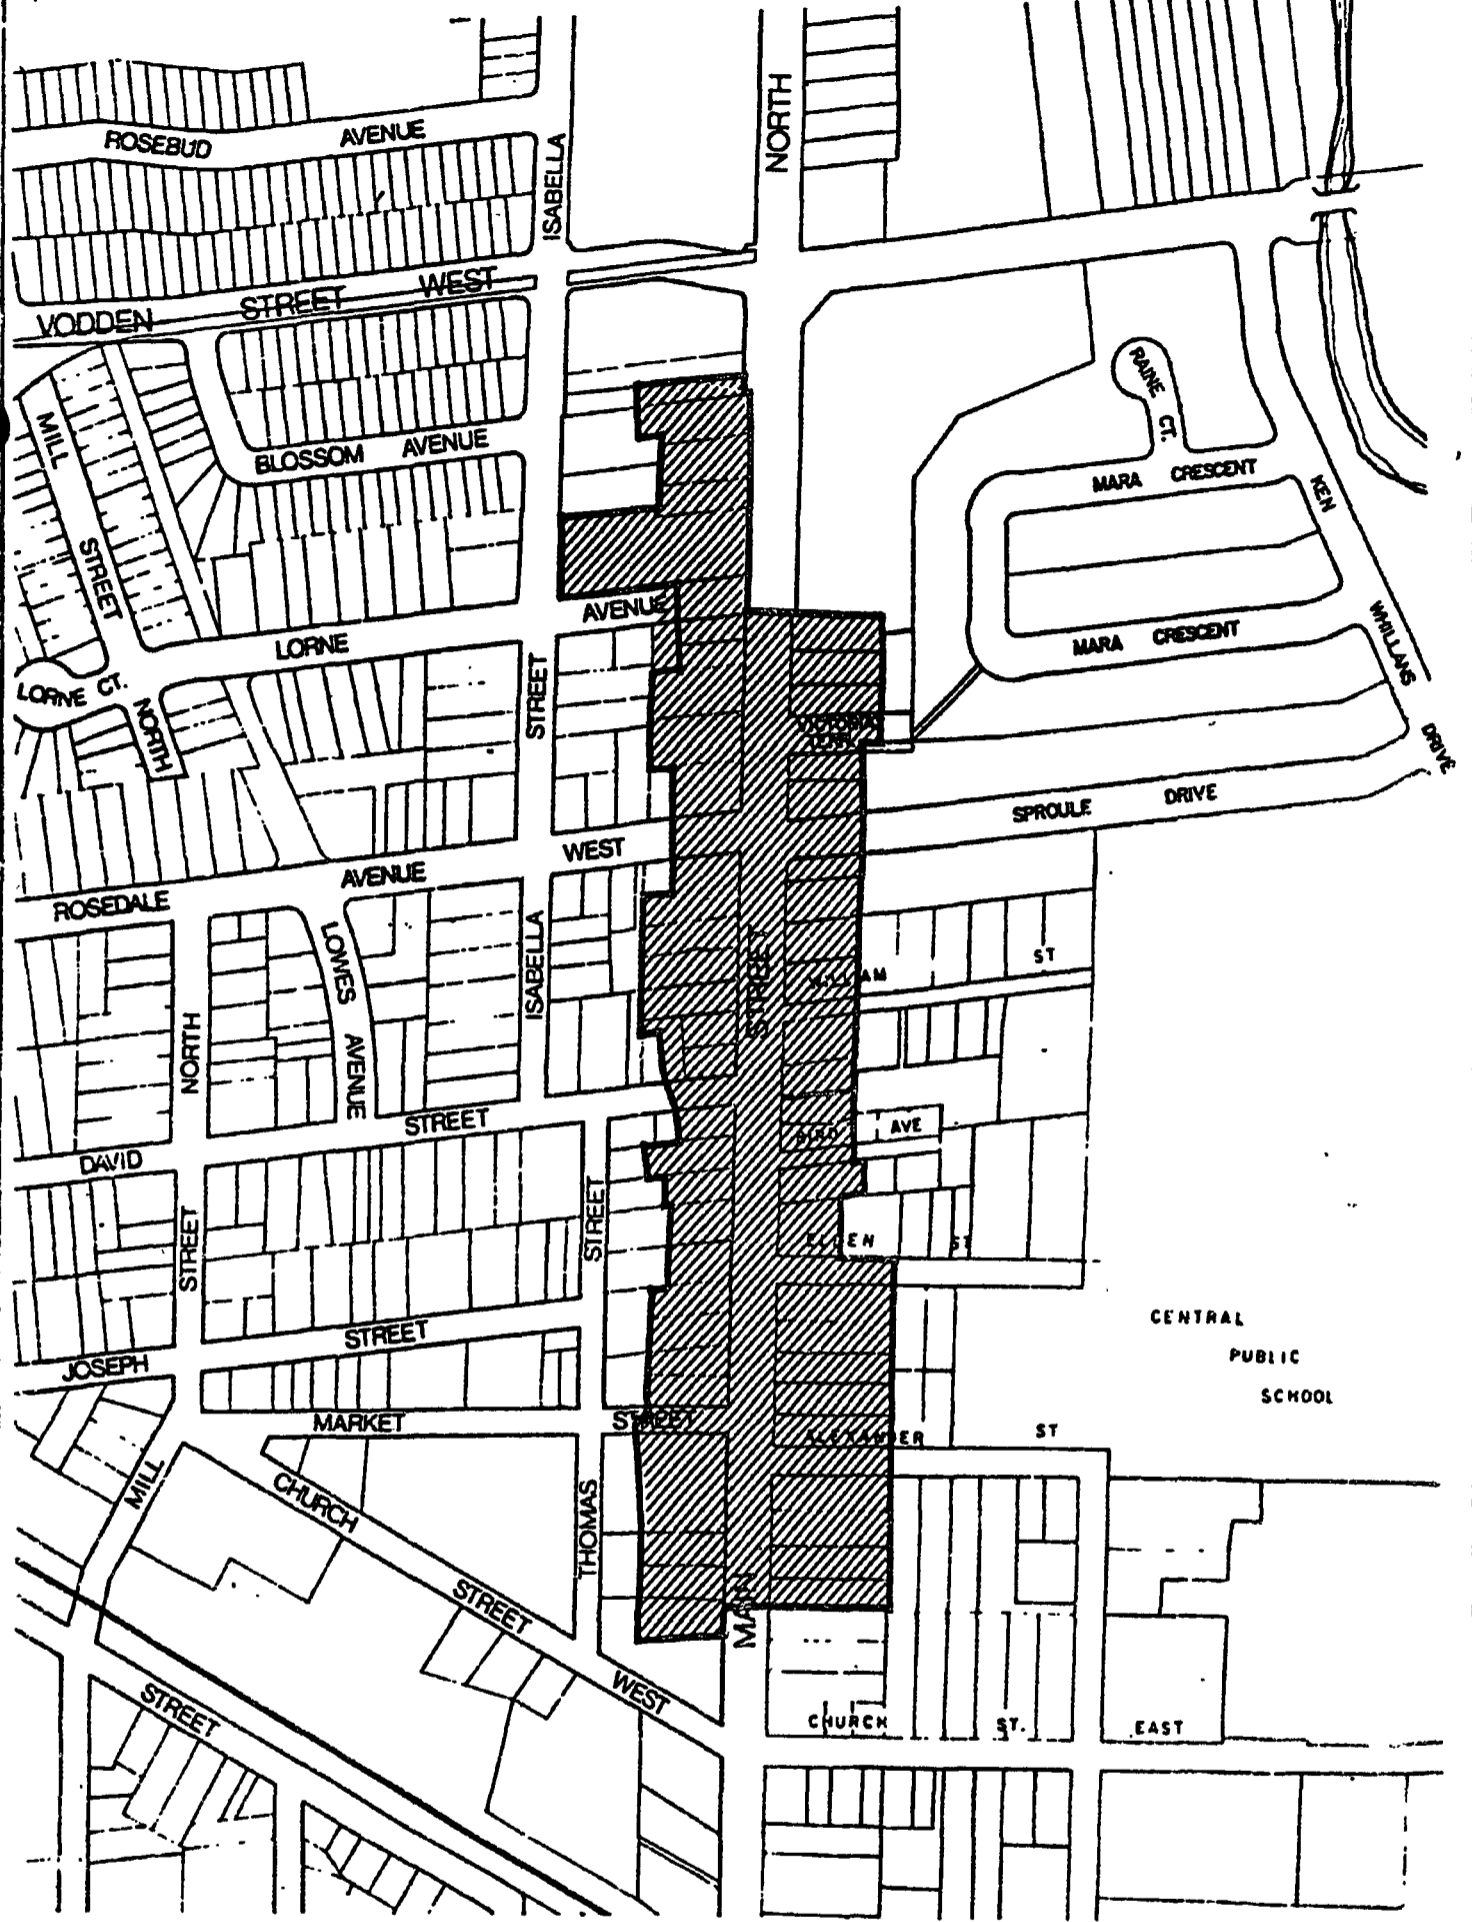 ROSEBUD AVENUE
ISABELLA
NORTH
VODDEN STREET WEST
RAINE CT.
MILL STREET
BLOSSOM AVENUE
MARA CRESCENT
KEN WHILLANS DRIVE
AVENUE
LORNE
MARA CRESCENT
LORNE CT.
NORTH
STREET
VICTORIA
SPROULE DRIVE
WEST
ROSEDALE AVENUE
LOWES AVENUE
ISABELLA
STREET
WILLIAM ST
NORTH
DAVID STREET
BIRD AVE
STREET
STREET
ELLEN ST
CENTRAL
PUBLIC
SCHOOL
JOSEPH STREET
MARKET STREET
ALEXANDER ST
MILL
CHURCH STREET WEST
THOMAS
MAIN
STREET
CHURCH ST. EAST